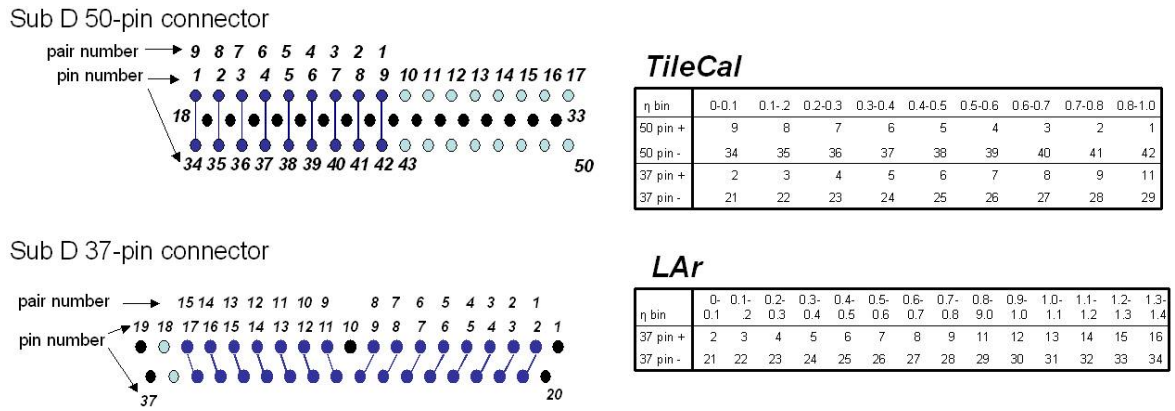 Sub D 50-pin connector
pair number 9 8 7 6 5 4 3 2 1
pin number 1 2 3 4 5 6 7 8 9 10 11 12 13 14 15 16 17
18 33
34 35 36 37 38 39 40 41 42 43 50
TileCal
η bin 0-0.1 0.1-.2 0.2-0.3 0.3-0.4 0.4-0.5 0.5-0.6 0.6-0.7 0.7-0.8 0.8-1.0
50 pin + 9 8 7 6 5 4 3 2 1
50 pin - 34 35 36 37 38 39 40 41 42
37 pin + 2 3 4 5 6 7 8 9 11
37 pin - 21 22 23 24 25 26 27 28 29
Sub D 37-pin connector
pair number 15 14 13 12 11 10 9 8 7 6 5 4 3 2 1
pin number 19 18 17 16 15 14 13 12 11 10 9 8 7 6 5 4 3 2 1
37 20
LAr
0- 0.1- 0.2- 0.3- 0.4- 0.5- 0.6- 0.7- 0.8- 0.9- 1.0- 1.1- 1.2- 1.3-
η bin 0.1 .2 0.3 0.4 0.5 0.6 0.7 0.8 9.0 1.0 1.1 1.2 1.3 1.4
37 pin + 2 3 4 5 6 7 8 9 11 12 13 14 15 16
37 pin - 21 22 23 24 25 26 27 28 29 30 31 32 33 34